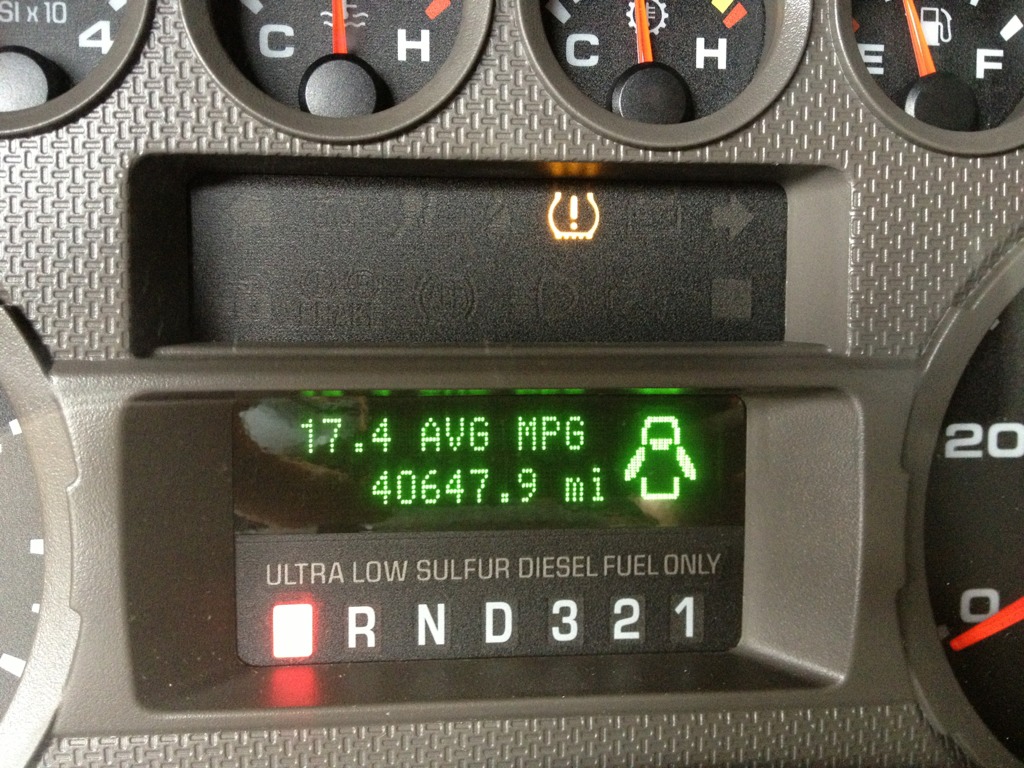 SI x 10
4
C H
C H
E F
17.4 AVG MPG
40647.9 mi
20
ULTRA LOW SULFUR DIESEL FUEL ONLY
R N D 3 2 1
0